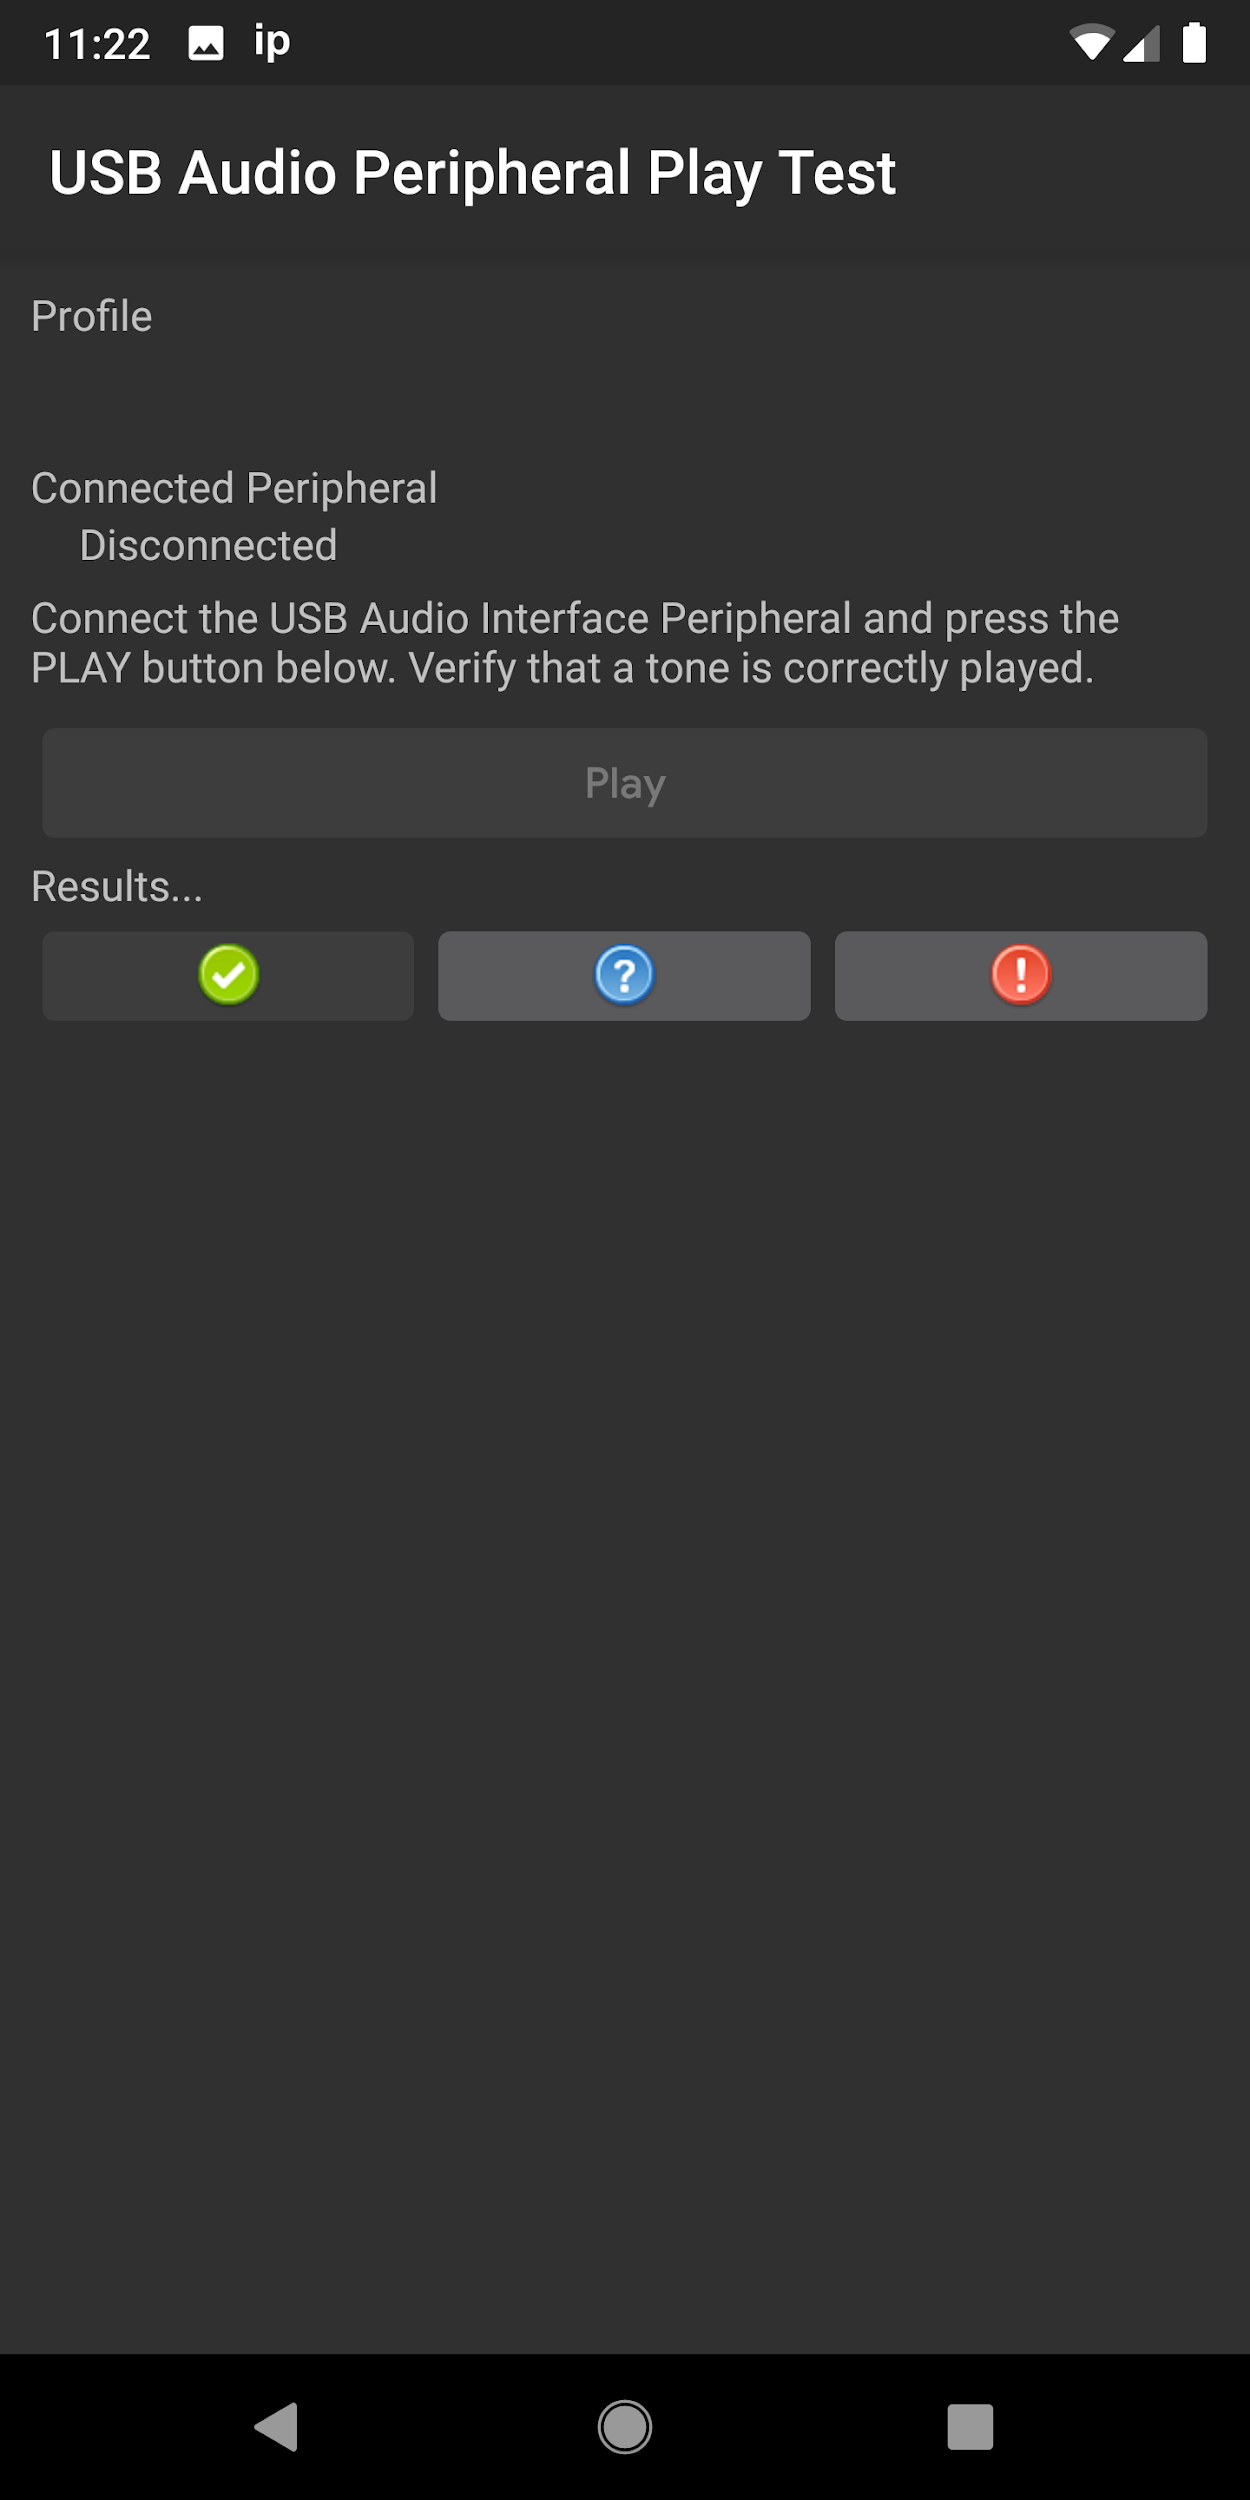 11:22 ip
USB Audio Peripheral Play Test
Profile
Connected Peripheral
Disconnected
Connect the USB Audio Interface Peripheral and press the
PLAY button below. Verify that a tone is correctly played.
Play
Results...